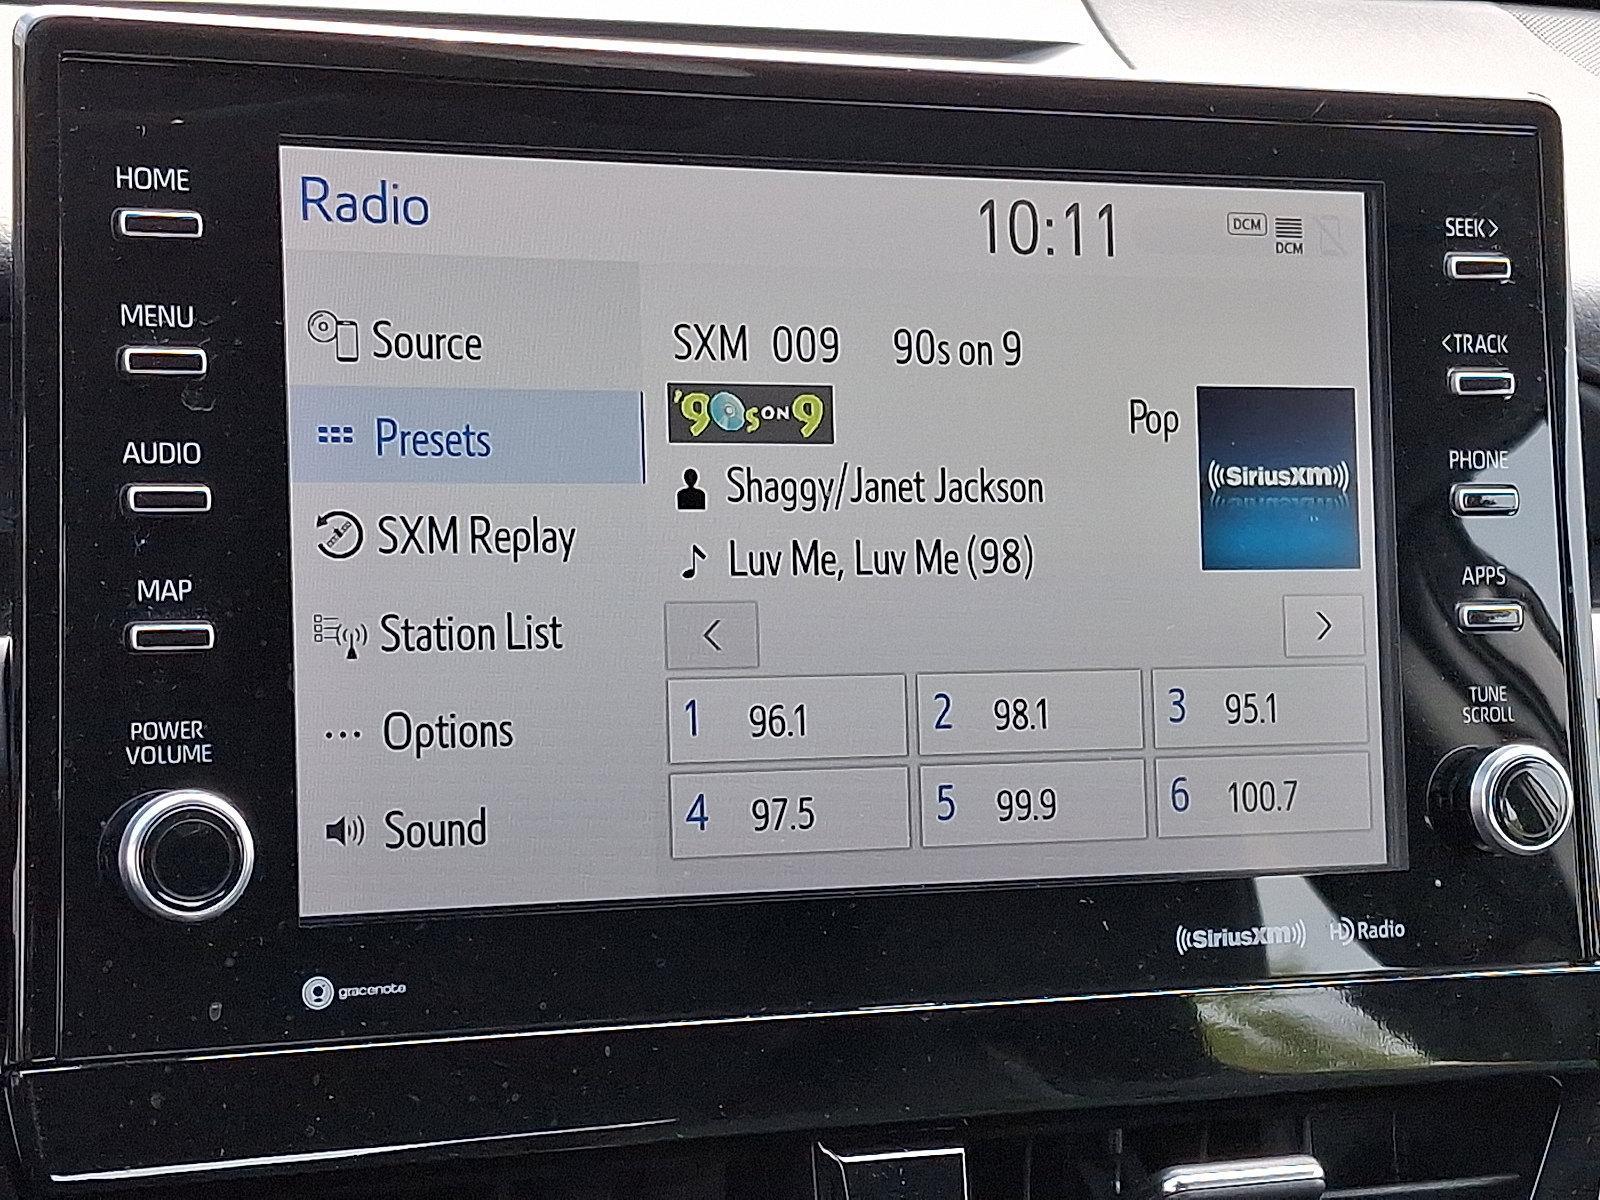 HOME
MENU
AUDIO
MAP
POWER
VOLUME
Radio
10:11
DCM
DCM
Source
Presets
SXM Replay
Station List
... Options
Sound
SXM 009 90s on 9
'90s ON 9
Pop
((SiriusXM))
Shaggy/Janet Jackson
Luv Me, Luv Me (98)
< >
1 96.1 2 98.1 3 95.1
4 97.5 5 99.9 6 100.7
SEEK>
<TRACK
PHONE
APPS
TUNE
SCROLL
((SiriusXM)) HD Radio
gracenote